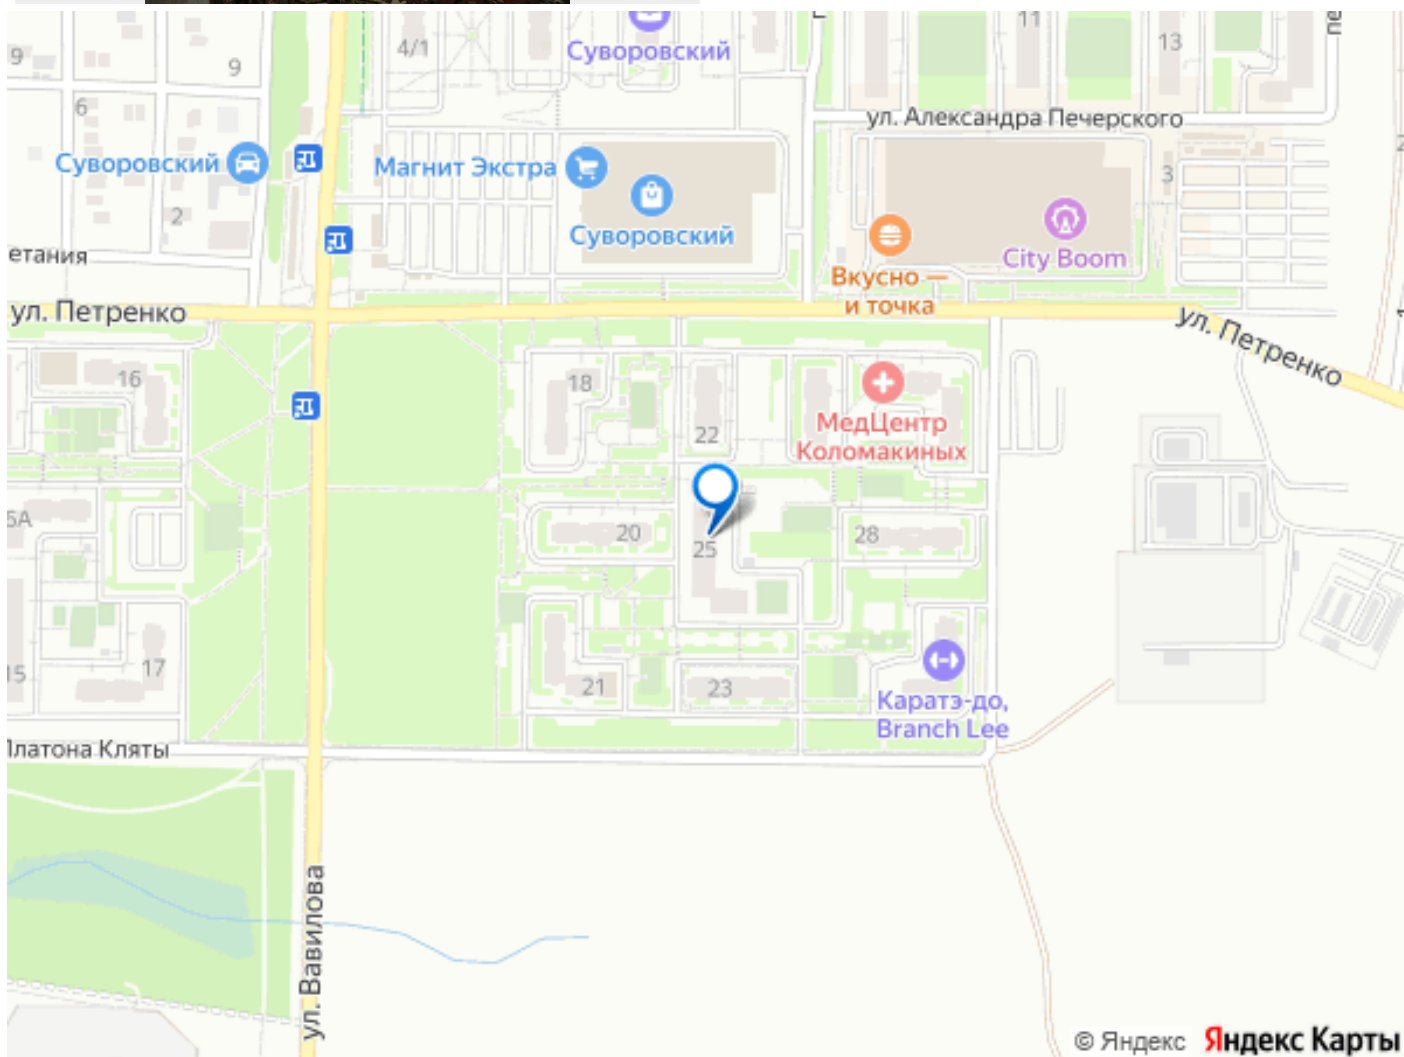 4/1
Суворовский
11
13
9
9
6
ул. Александра Печерского
Суворовский
Магнит Экстра
3
2
Суворовский
City Boom
етания
Вкусно —
и точка
ул. Петренко
ул. Петренко
16
18
22
МедЦентр
Коломакиных
5А
20
25
28
15
17
21
23
Каратэ-до,
Branch Lee
Платона Кляты
ул. Вавилова
© Яндекс Яндекс Карты